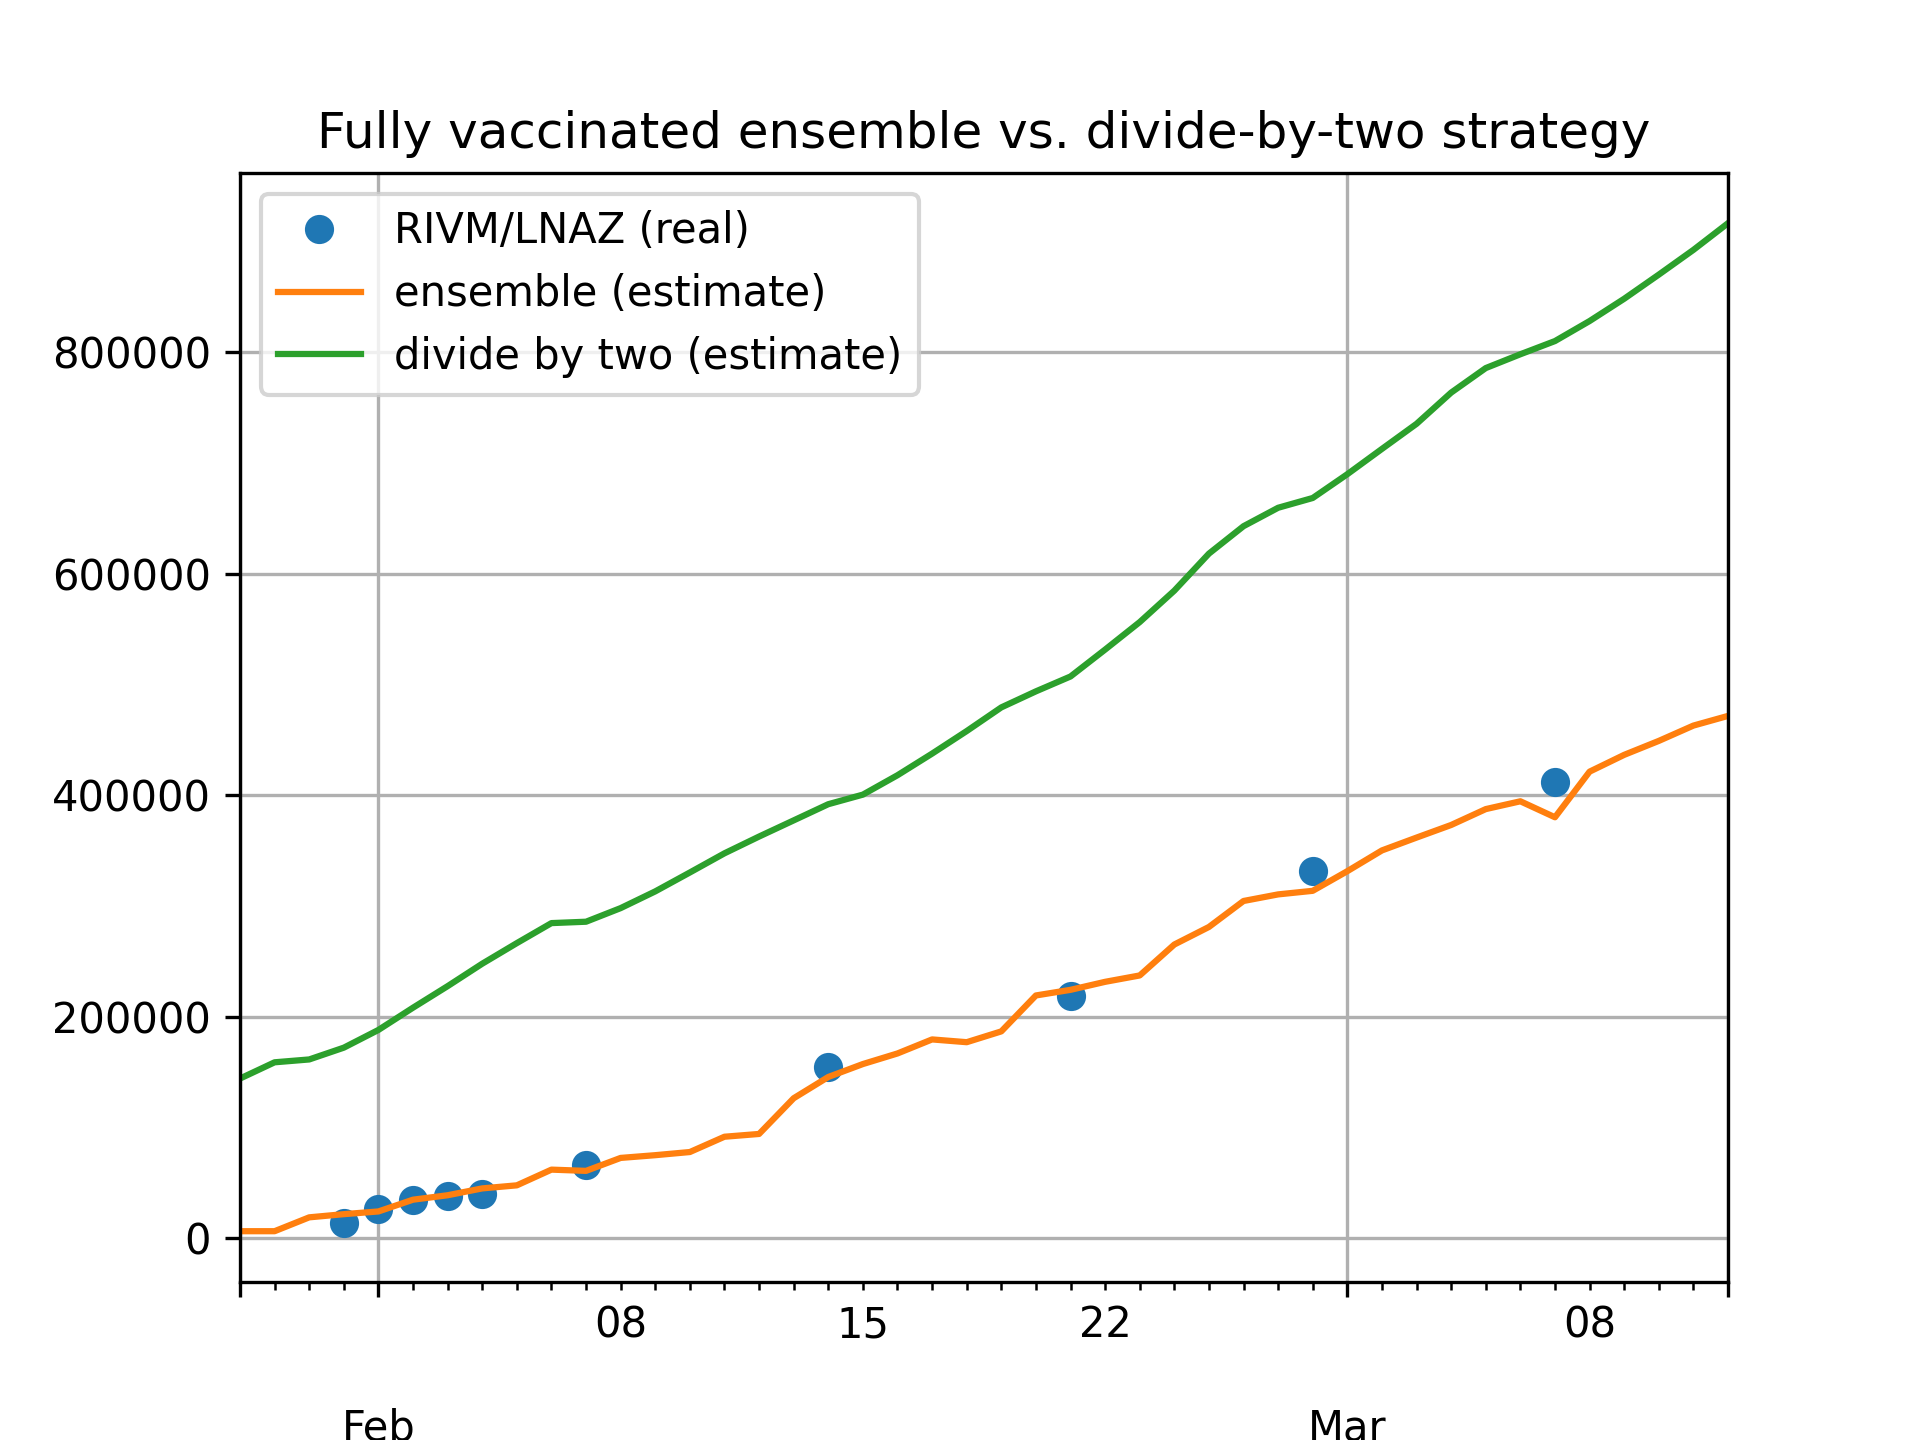 Fully vaccinated ensemble vs. divide-by-two strategy
RIVM/LNAZ (real)
ensemble (estimate)
divide by two (estimate)
800000
600000
400000
200000
0
08 15 22 08
Feb Mar